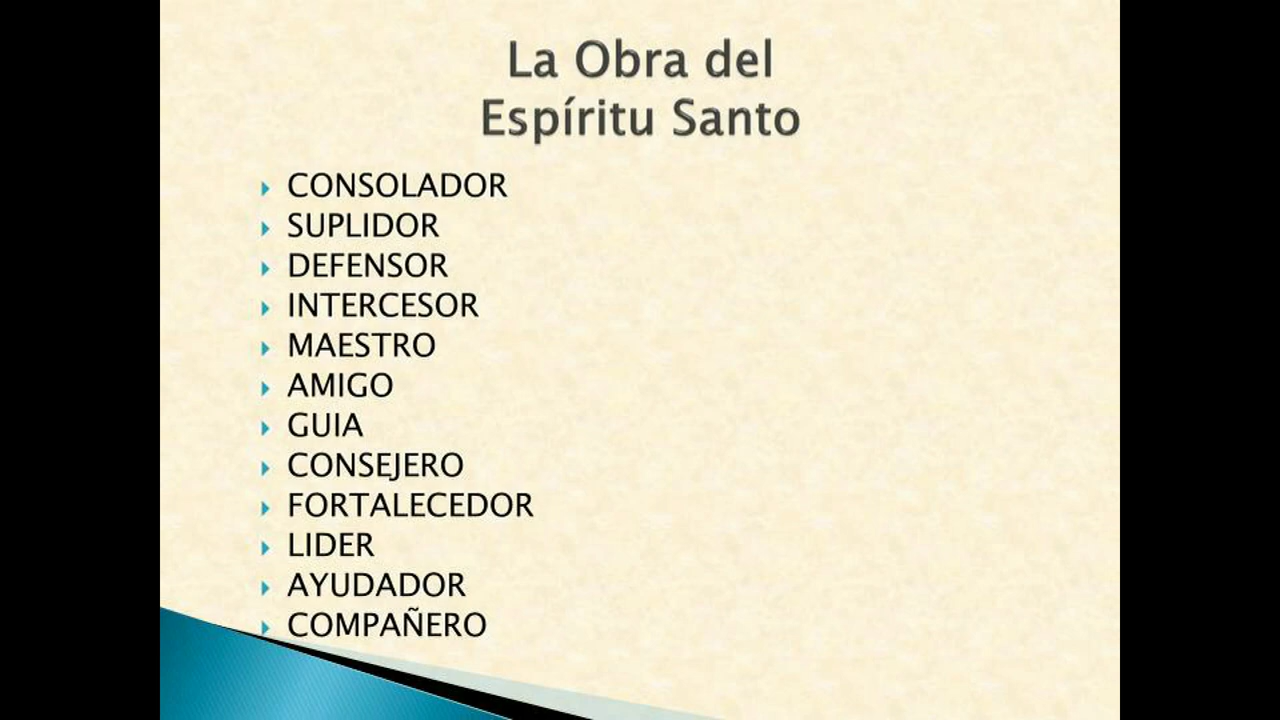 La Obra del
Espíritu Santo
CONSOLADOR
SUPLIDOR
DEFENSOR
INTERCESOR
MAESTRO
AMIGO
GUIA
CONSEJERO
FORTALECEDOR
LIDER
AYUDADOR
COMPAÑERO